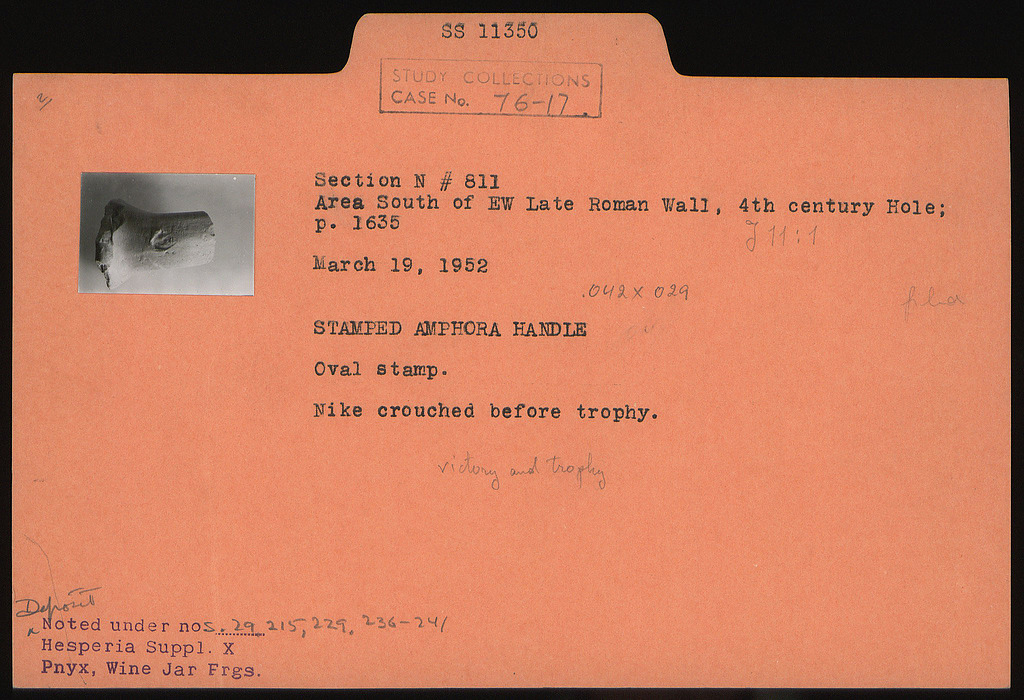 SS 11350
STUDY COLLECTIONS
CASE No. 76-17
Section N # 811
Area South of EW Late Roman Wall, 4th century Hole;
p. 1635
J 11:1
March 19, 1952
.042 x 029
filed
STAMPED AMPHORA HANDLE
Oval stamp.
Nike crouched before trophy.
victory and trophy
Deposit
Noted under nos. 29, 215, 229, 236-241
Hesperia Suppl. X
Pnyx, Wine Jar Frgs.